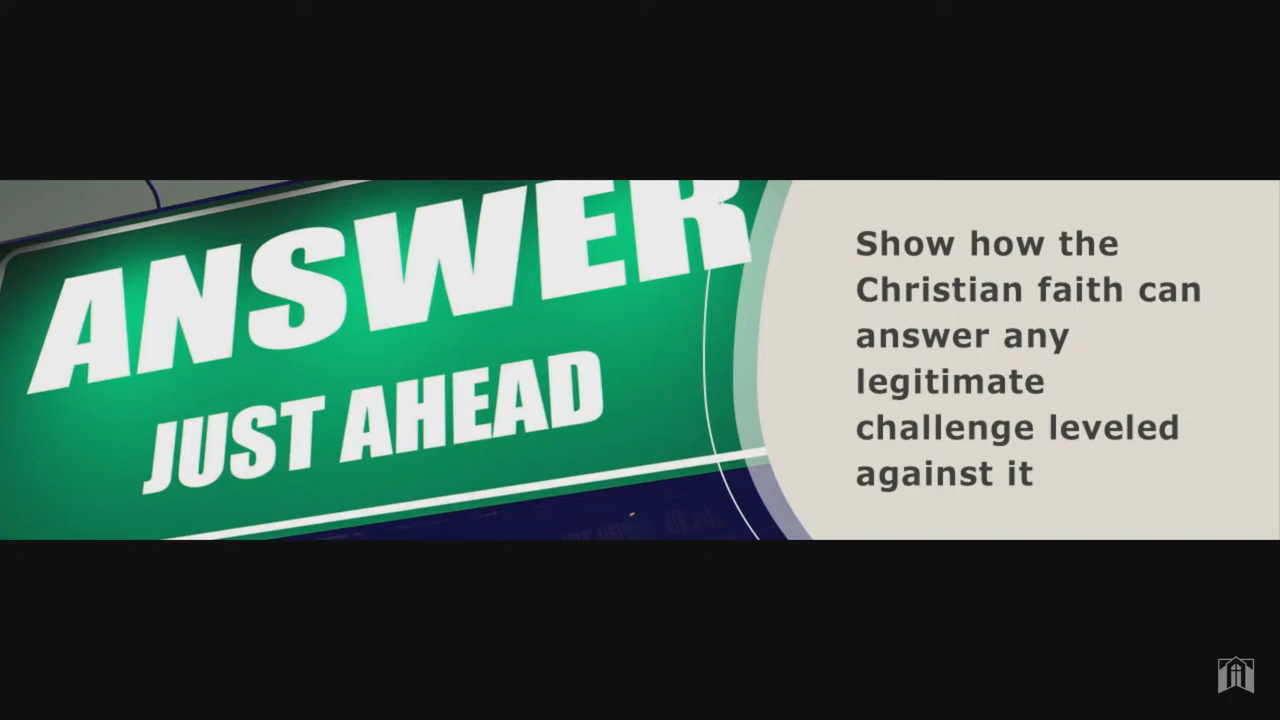 ANSWER
JUST AHEAD
Show how the
Christian faith can
answer any
legitimate
challenge leveled
against it